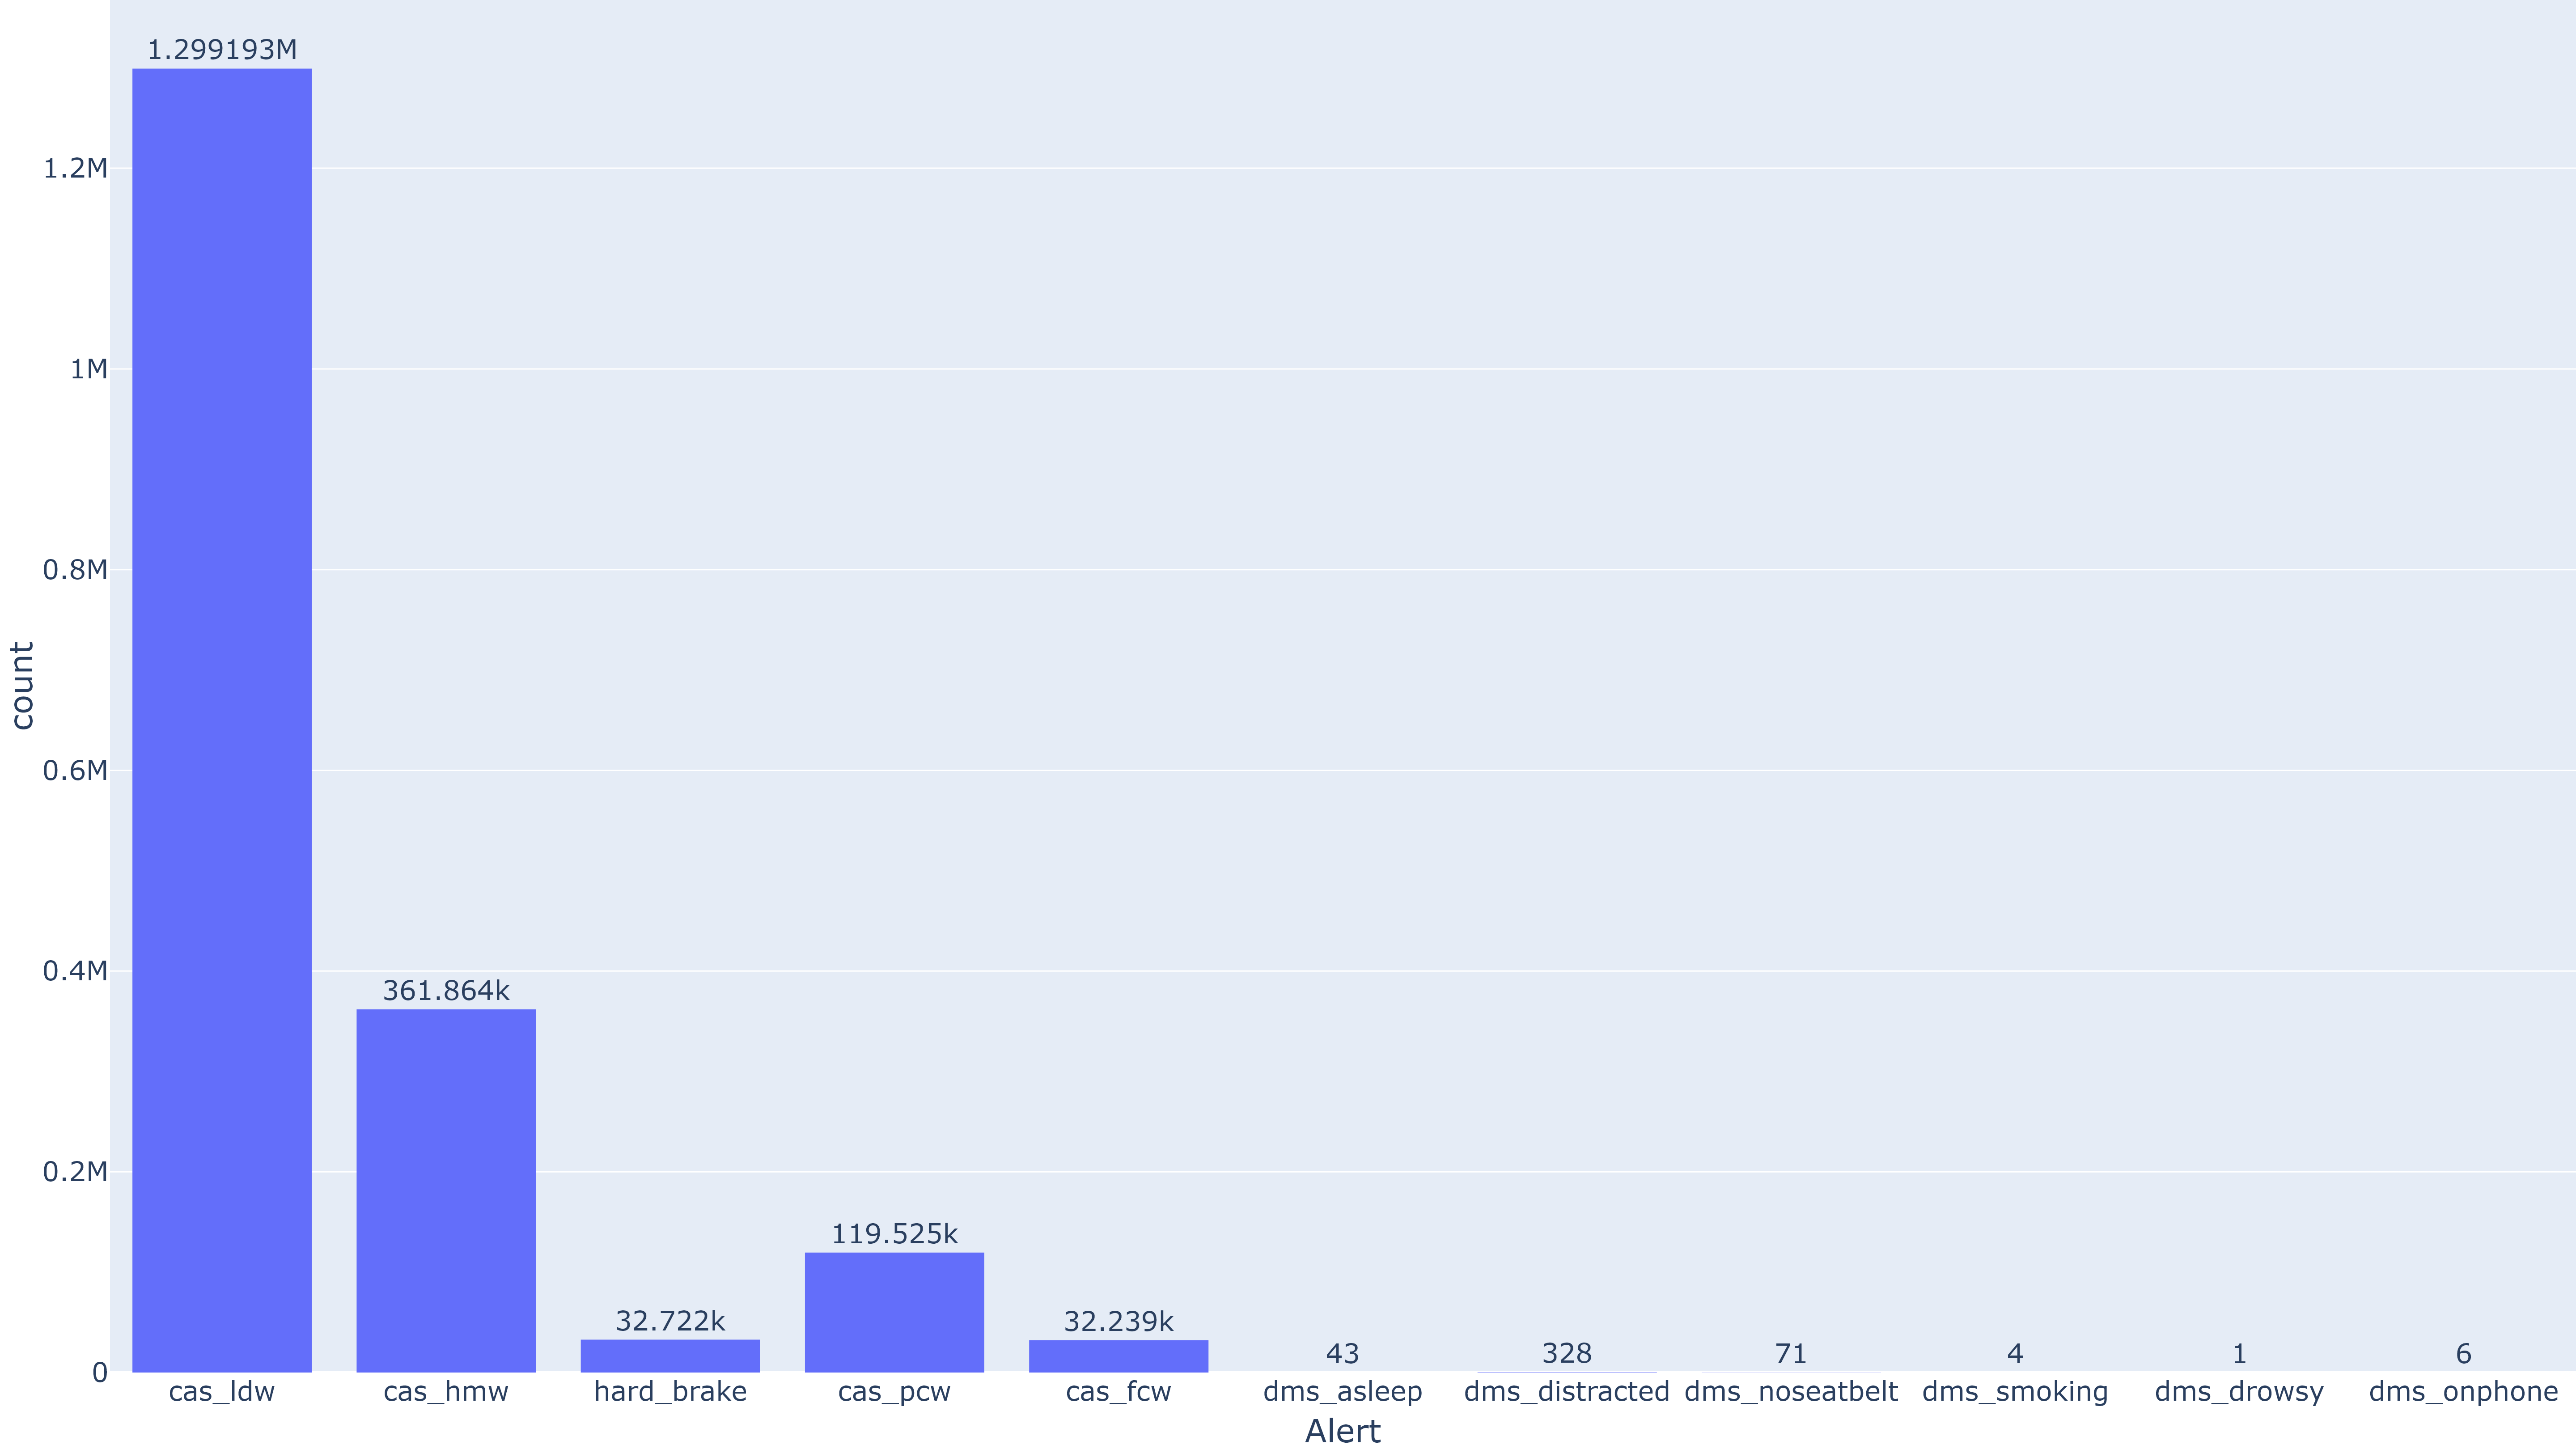 1.299193M
1.2M
1M
0.8M
0.6M
0.4M
0.2M
0
count
361.864k
32.722k
119.525k
32.239k
43
328
71
4
1
6
cas_ldw
cas_hmw
hard_brake
cas_pcw
cas_fcw
dms_asleep
dms_distracted
dms_noseatbelt
dms_smoking
dms_drowsy
dms_onphone
Alert